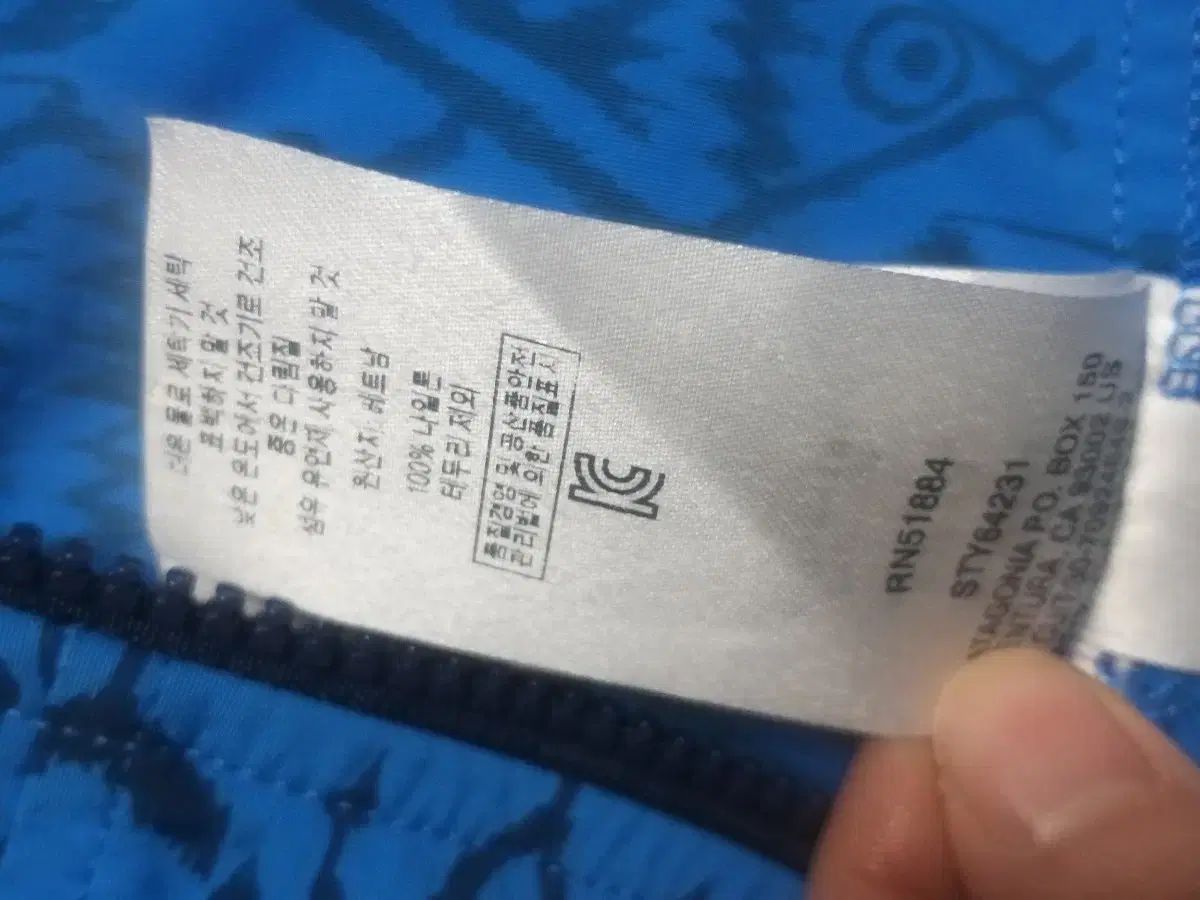 찬물로 세탁기 세탁
표백하지 말 것
낮은 온도에서 건조기로 건조
중온 다림질
섬유 유연제 사용하지 말 것
원산지: 베트남
100% 나일론
테두리 제외
품질경영 및 공산품안전
관리법에 의한 품질표시
RN51884
STY64231
PO. BOX 150
CA 93002 US